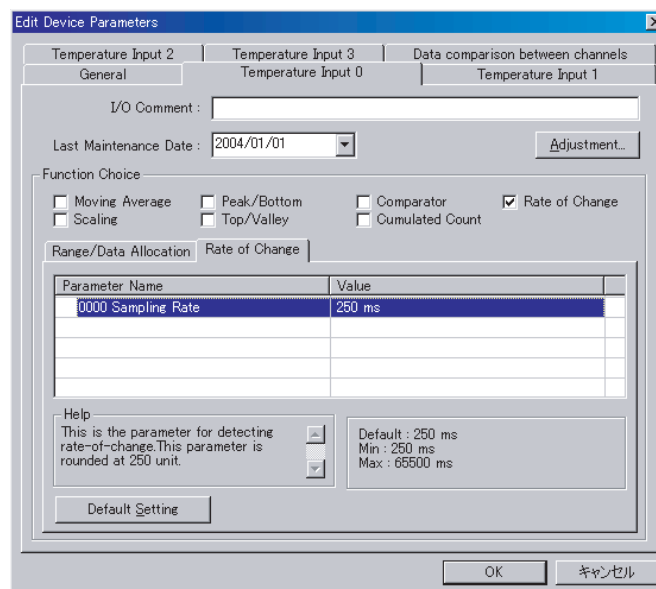 Edit Device Parameters
Temperature Input 2
Temperature Input 3
Data comparison between channels
General
Temperature Input 0
Temperature Input 1
I/O Comment :
Last Maintenance Date : 2004/01/01
Adjustment...
Function Choice
Moving Average
Peak/Bottom
Comparator
Rate of Change
Scaling
Top/Valley
Cumulated Count
Range/Data Allocation
Rate of Change
Parameter Name
Value
0000 Sampling Rate
250 ms
Help
This is the parameter for detecting
rate-of-change.This parameter is
rounded at 250 unit.
Default : 250 ms
Min : 250 ms
Max : 65500 ms
Default Setting
OK
キャンセル